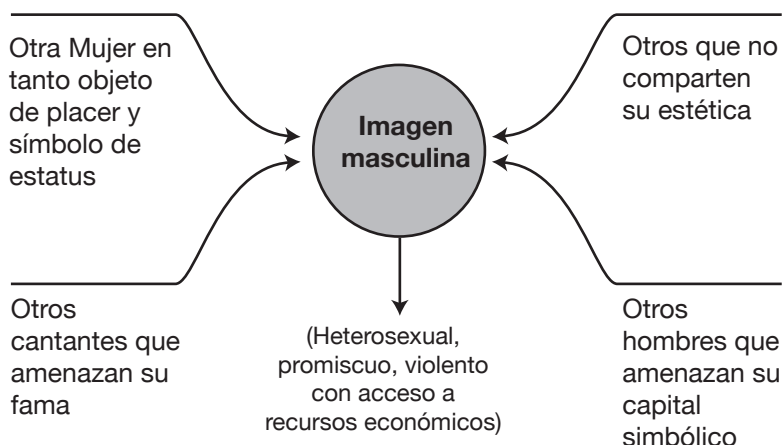 Otra Mujer en
tanto objeto
de placer y
símbolo de
estatus
Imagen
masculina
Otros que no
comparten
su estética
Otros
cantantes que
amenazan su
fama
(Heterosexual,
promiscuo, violento
con acceso a
recursos económicos)
Otros
hombres que
amenazan su
capital
simbólico